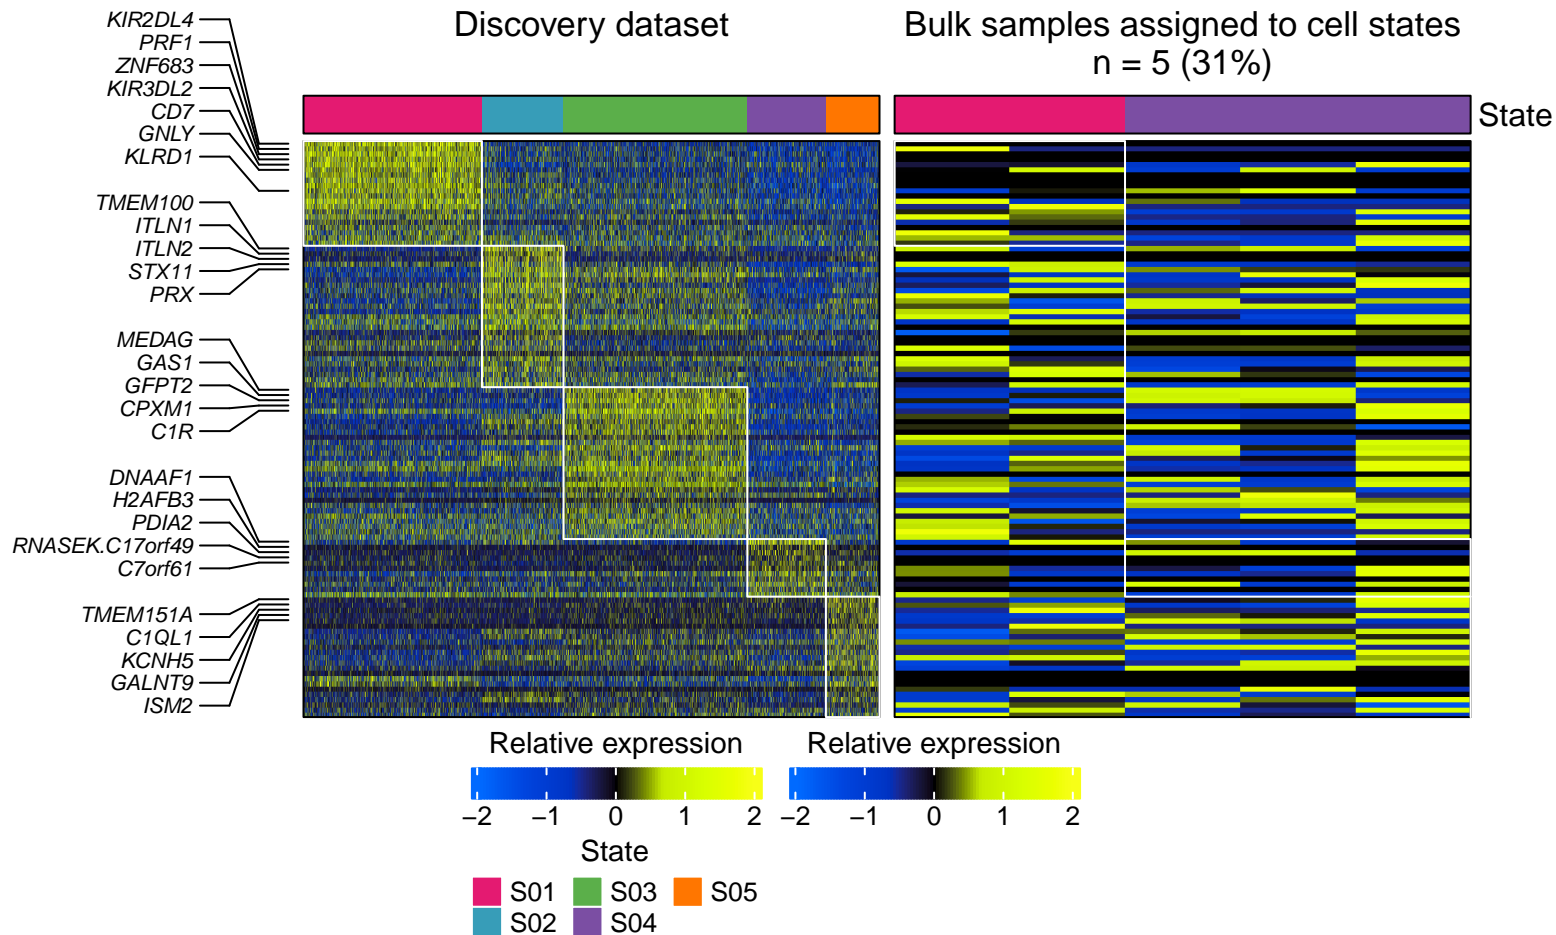 Discovery dataset
Bulk samples assigned to cell states
n = 5 (31%)
State
KIR2DL4
PRF1
ZNF683
KIR3DL2
CD7
GNLY
KLRD1
TMEM100
ITLN1
ITLN2
STX11
PRX
MEDAG
GAS1
GFPT2
CPXM1
C1R
DNAAF1
H2AFB3
PDIA2
RNASEK.C17orf49
C7orf61
TMEM151A
C1QL1
KCNH5
GALNT9
ISM2
Relative expression
−2 −1 0 1 2
Relative expression
−2 −1 0 1 2
State
S01 S03 S05
S02 S04